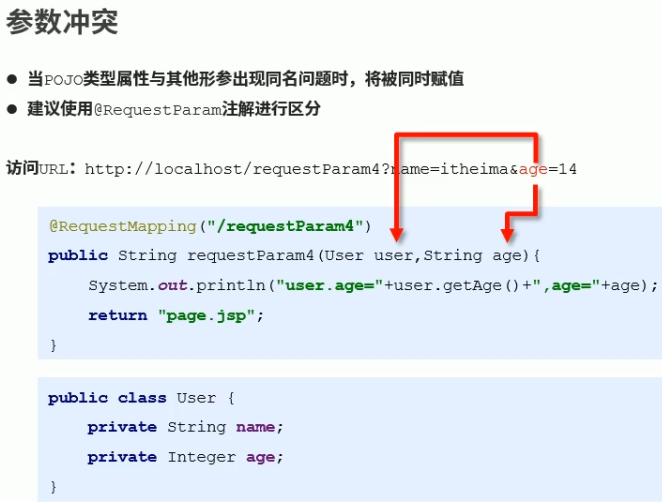 参数冲突
● 当POJO类型属性与其他形参出现同名问题时，将被同时赋值
● 建议使用@RequestParam注解进行区分
访问URL：http://localhost/requestParam4?name=itheima&age=14
@RequestMapping("/requestParam4")
public String requestParam4(User user,String age){
    System.out.println("user.age="+user.getAge()+",age="+age);
    return "page.jsp";
}
public class User {
    private String name;
    private Integer age;
}